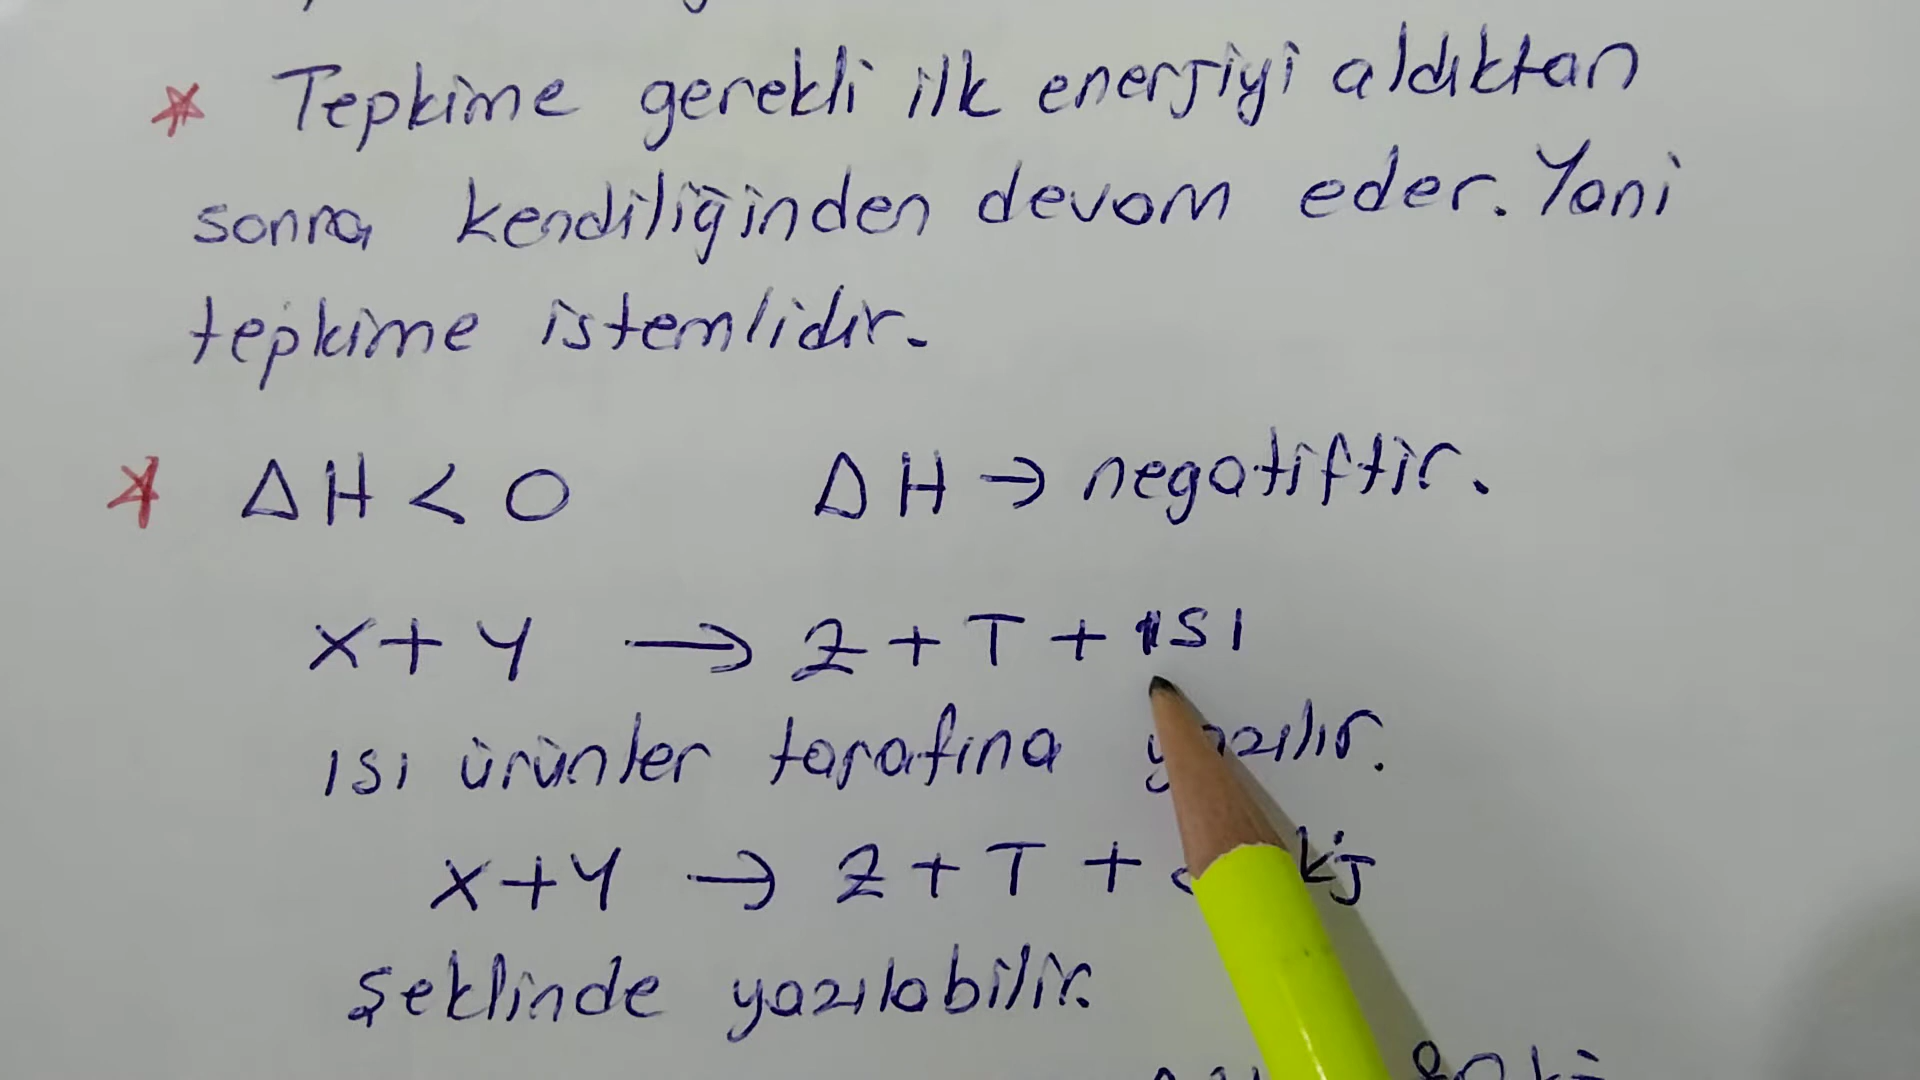 * Tepkime gerekli ilk enerjiyi aldıktan
sonra kendiliğinden devam eder. Yani
tepkime istemlidir.
* ΔH < 0 ΔH → negatiftir.
X + Y → Z + T + ısı
ısı ürünler tarafına yazılır.
X + Y → Z + T + kj
şeklinde yazılabilir.